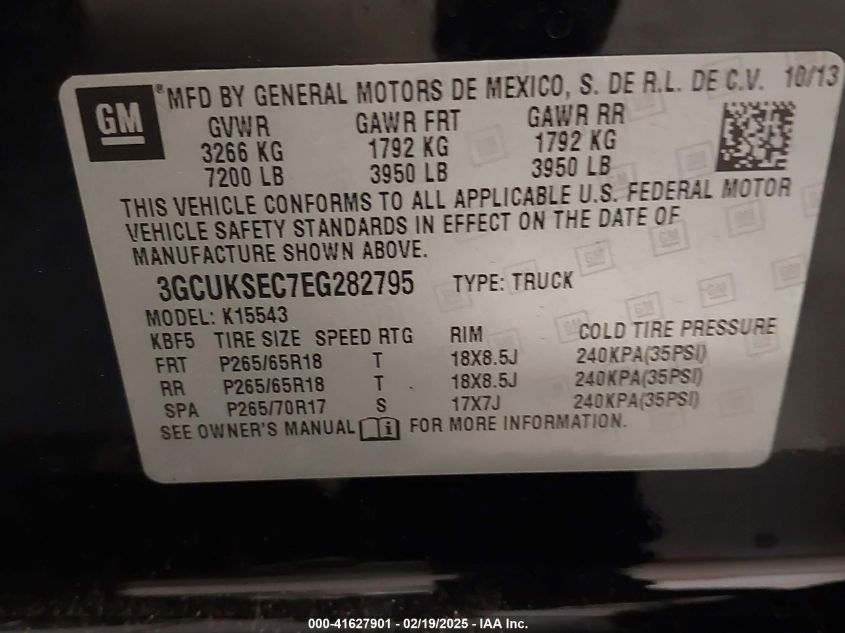 GM ® MFD BY GENERAL MOTORS DE MEXICO, S. DE R.L. DE C.V. 10/13
GVWR GAWR FRT GAWR RR
3266 KG 1792 KG 1792 KG
7200 LB 3950 LB 3950 LB
THIS VEHICLE CONFORMS TO ALL APPLICABLE U.S. FEDERAL MOTOR
VEHICLE SAFETY STANDARDS IN EFFECT ON THE DATE OF
MANUFACTURE SHOWN ABOVE.
3GCUKSEC7EG282795 TYPE: TRUCK
MODEL: K15543
KBF5 TIRE SIZE SPEED RTG RIM COLD TIRE PRESSURE
FRT P265/65R18 T 18X8.5J 240KPA(35PSI)
RR P265/65R18 T 18X8.5J 240KPA(35PSI)
SPA P265/70R17 S 17X7J 240KPA(35PSI)
SEE OWNER'S MANUAL i FOR MORE INFORMATION.
000-41627901 - 02/19/2025 - IAA Inc.